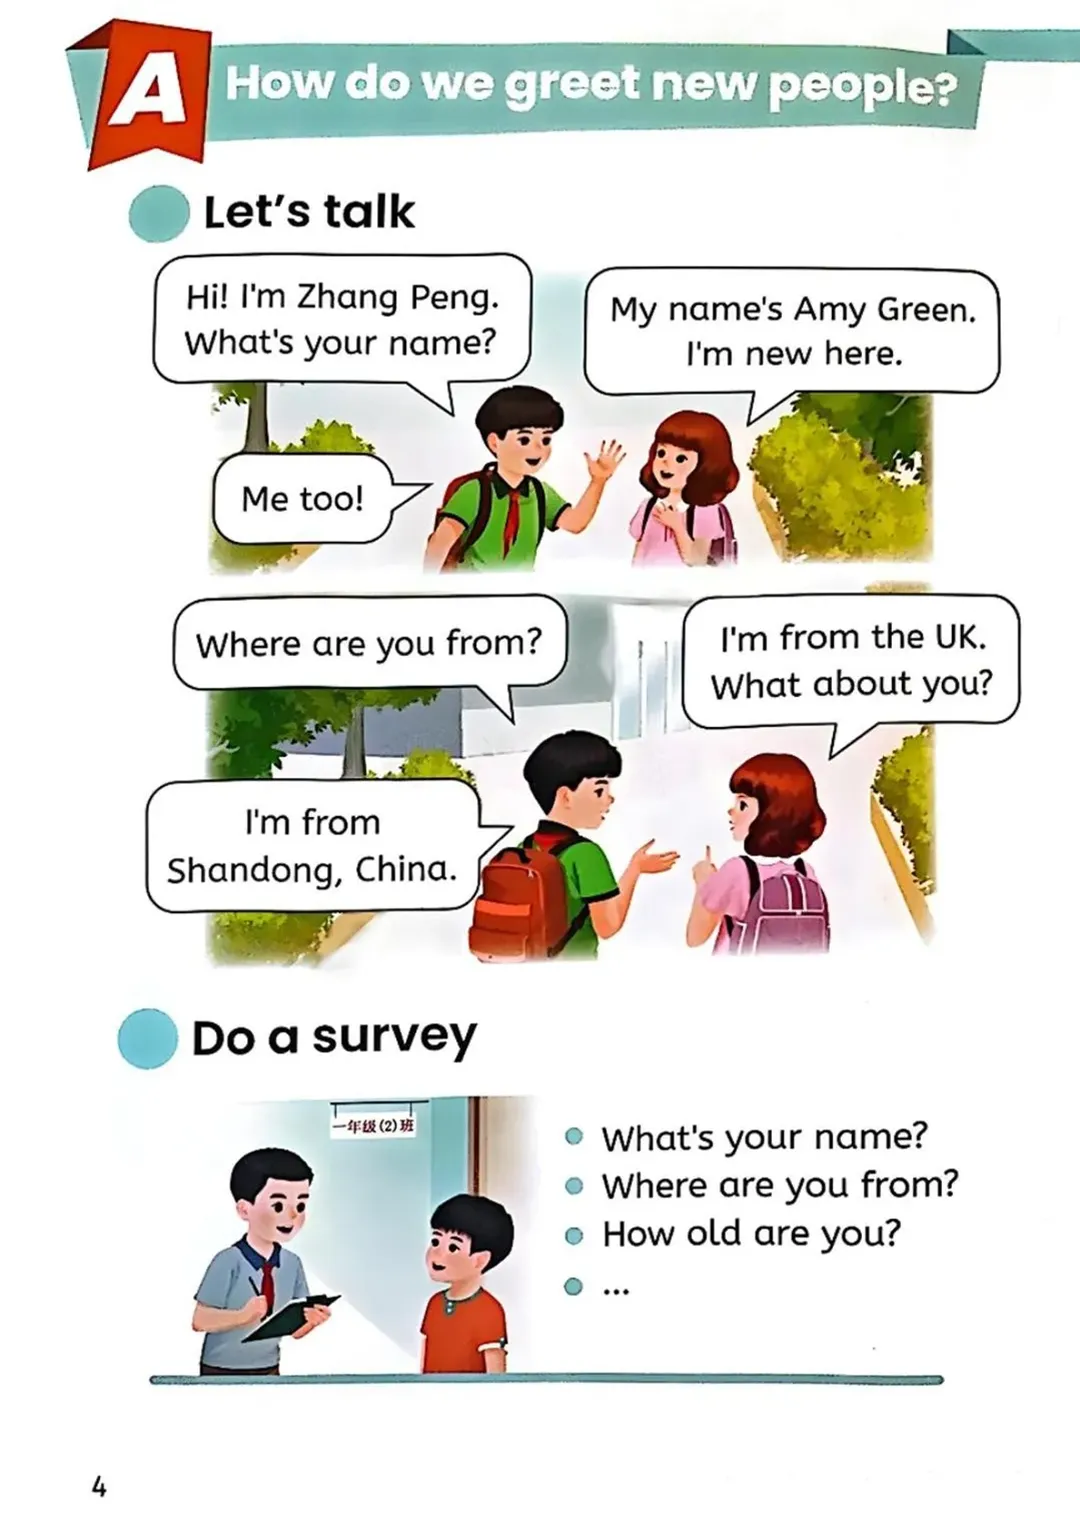 A
How do we greet new people?
Let's talk
Hi! I'm Zhang Peng.
What's your name?
My name's Amy Green.
I'm new here.
Me too!
Where are you from?
I'm from the UK.
What about you?
I'm from
Shandong, China.
Do a survey
一年级(2)班
What's your name?
Where are you from?
How old are you?
...
4